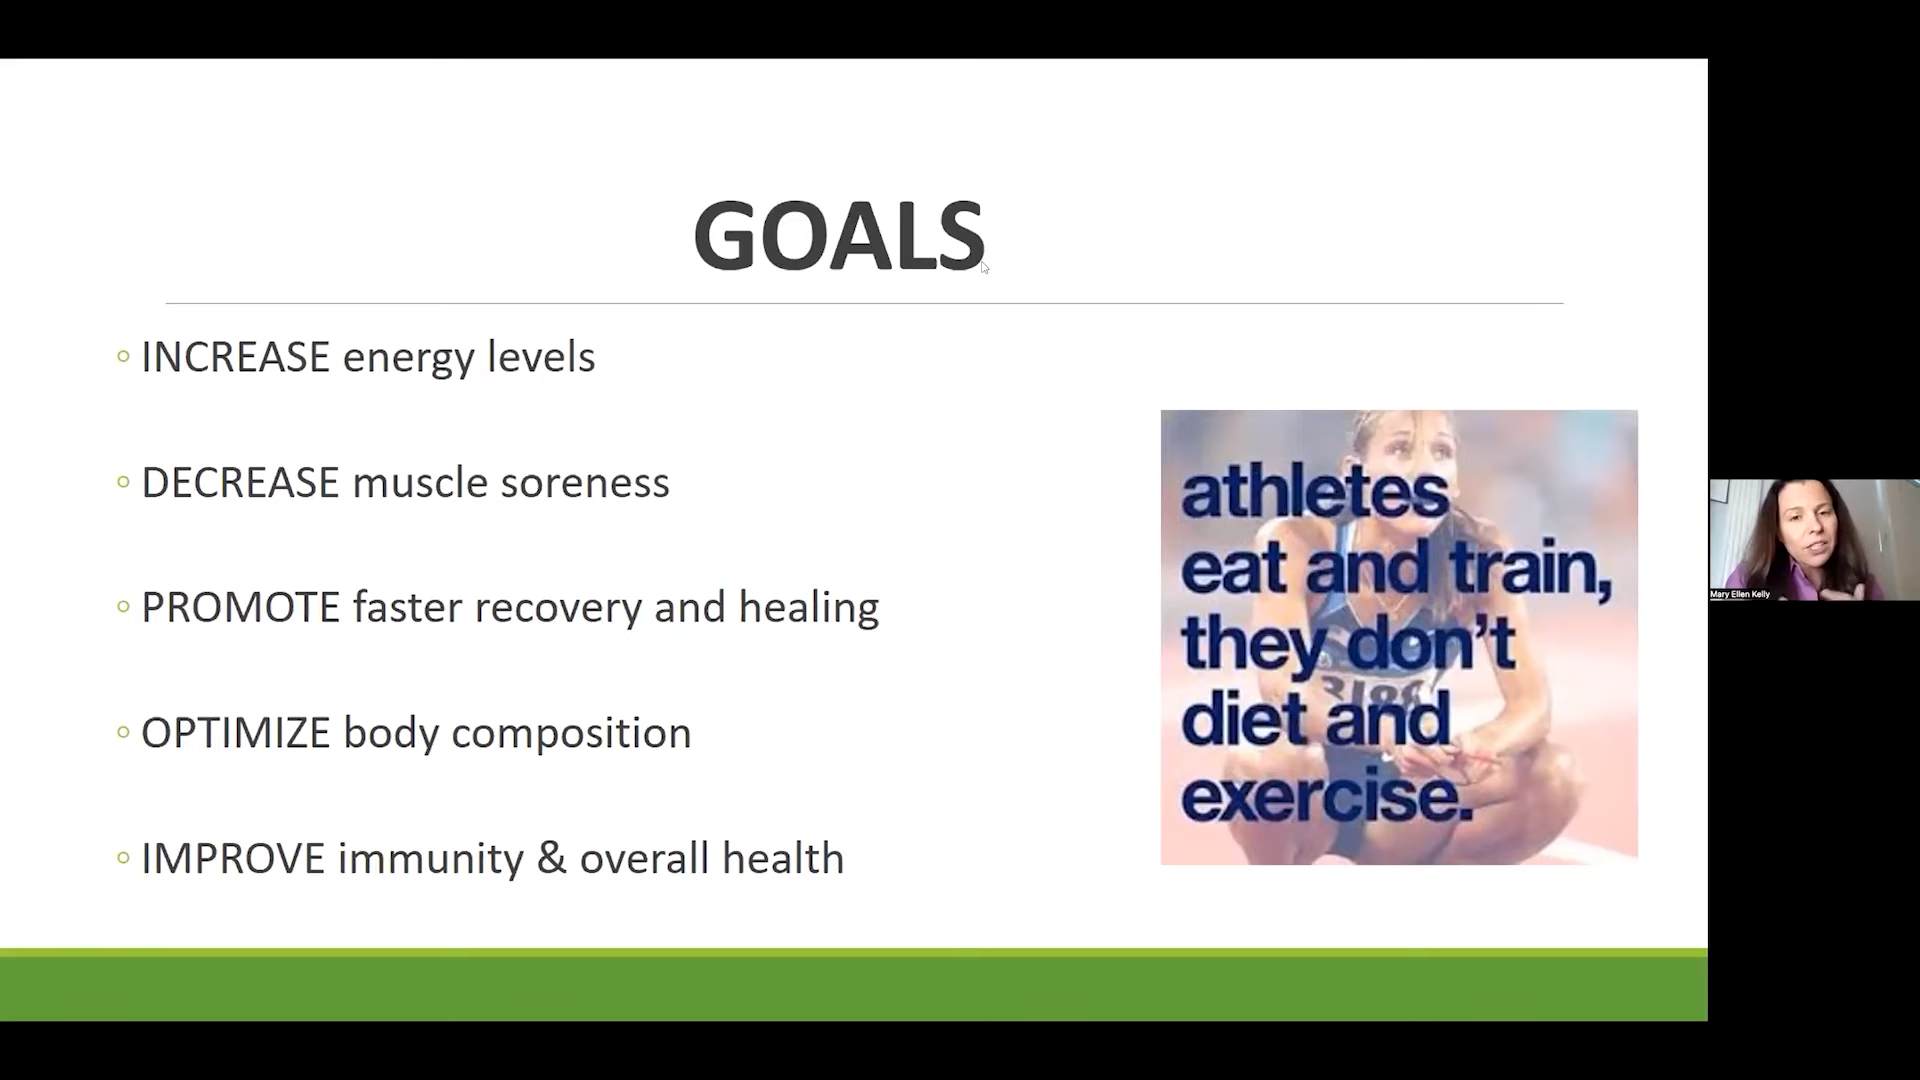 GOALS
◦ INCREASE energy levels
◦ DECREASE muscle soreness
◦ PROMOTE faster recovery and healing
◦ OPTIMIZE body composition
◦ IMPROVE immunity & overall health
athletes
eat and train,
they don't
diet and
exercise.
3188
Mary Ellen Kelly